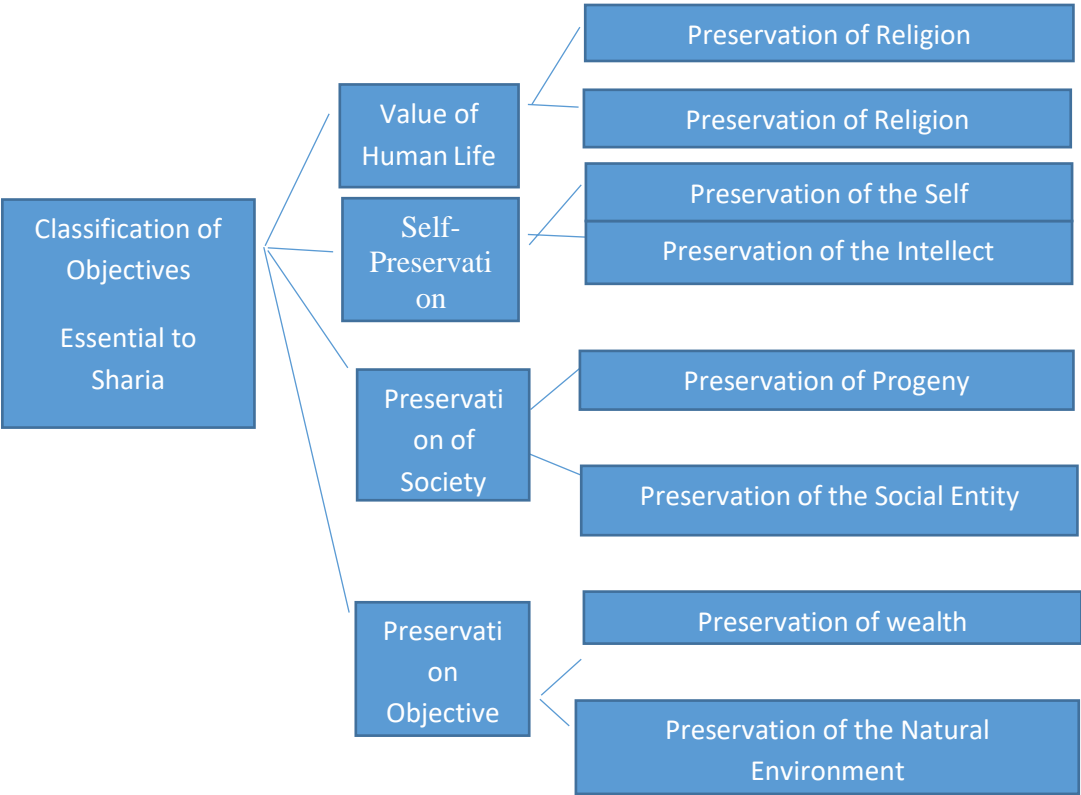 Classification of
Objectives
Essential to
Sharia
Value of
Human Life
Preservation of Religion
Preservation of Religion
Self-
Preservati
on
Preservation of the Self
Preservation of the Intellect
Preservati
on of
Society
Preservation of Progeny
Preservation of the Social Entity
Preservati
on
Objective
Preservation of wealth
Preservation of the Natural
Environment